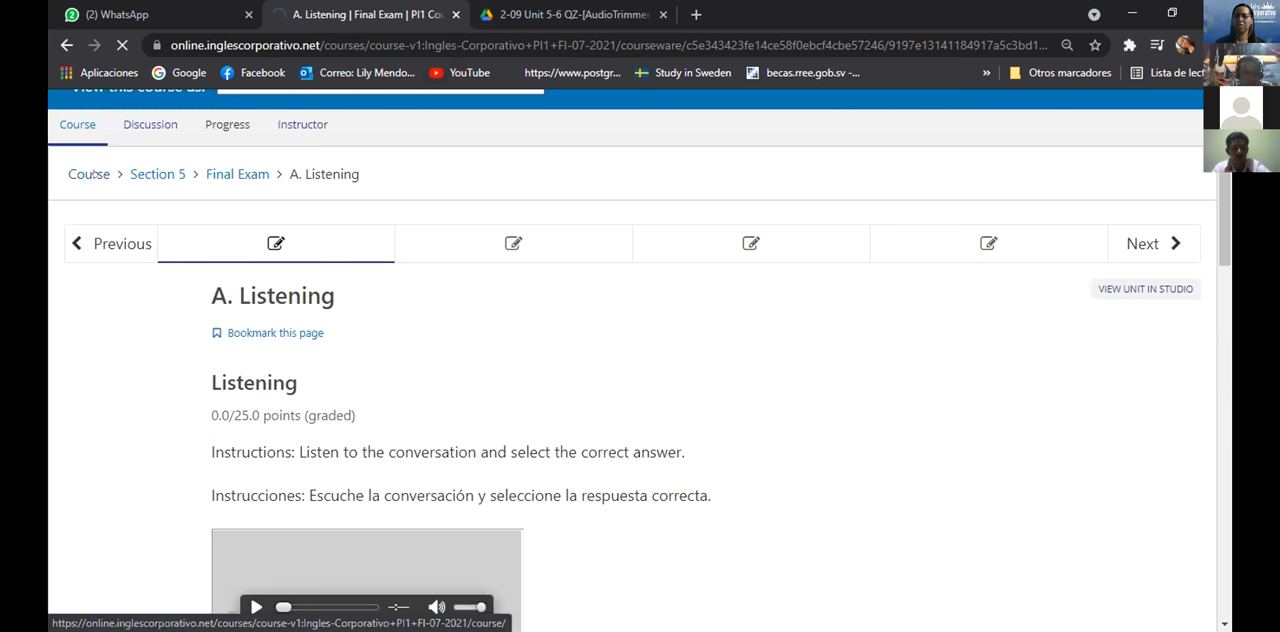 (2) WhatsApp
A. Listening | Final Exam | PI1 Cou
2-09 Unit 5-6 QZ-[AudioTrimmer
online.inglescorporativo.net/courses/course-v1:Ingles-Corporativo+PI1+FI-07-2021/courseware/c5e343423fe14ce58f0ebcf4cbe57246/9197e13141184917a5c3bd1...
Aplicaciones
Google
Facebook
Correo: Lily Mendo...
YouTube
https://www.postgr...
Study in Sweden
becas.rree.gob.sv -...
»
Otros marcadores
Lista de lect
View this course as:
Course
Discussion
Progress
Instructor
Course > Section 5 > Final Exam > A. Listening
Previous
Next
VIEW UNIT IN STUDIO
A. Listening
Bookmark this page
Listening
0.0/25.0 points (graded)
Instructions: Listen to the conversation and select the correct answer.
Instrucciones: Escuche la conversación y seleccione la respuesta correcta.
https://online.inglescorporativo.net/courses/course-v1:Ingles-Corporativo+PI1+FI-07-2021/course/